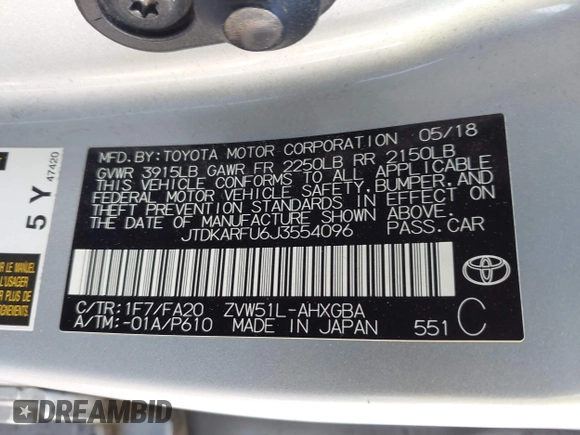 MFD.BY:TOYOTA MOTOR CORPORATION 05/18
GVWR 3915LB GAWR FR 2250LB RR 2150LB
THIS VEHICLE CONFORMS TO ALL APPLICABLE
FEDERAL MOTOR VEHICLE SAFETY, BUMPER, AND
THEFT PREVENTION STANDARDS IN EFFECT ON
THE DATE OF MANUFACTURE SHOWN ABOVE.
JTDKARFU6J3554096 PASS.CAR
C/TR:1F7/FA20 ZVW51L-AHXGBA
A/TM:-01A/P610 MADE IN JAPAN 551 C
TOYOTA
5 Y 47420
L'USAGER
DREAMBID